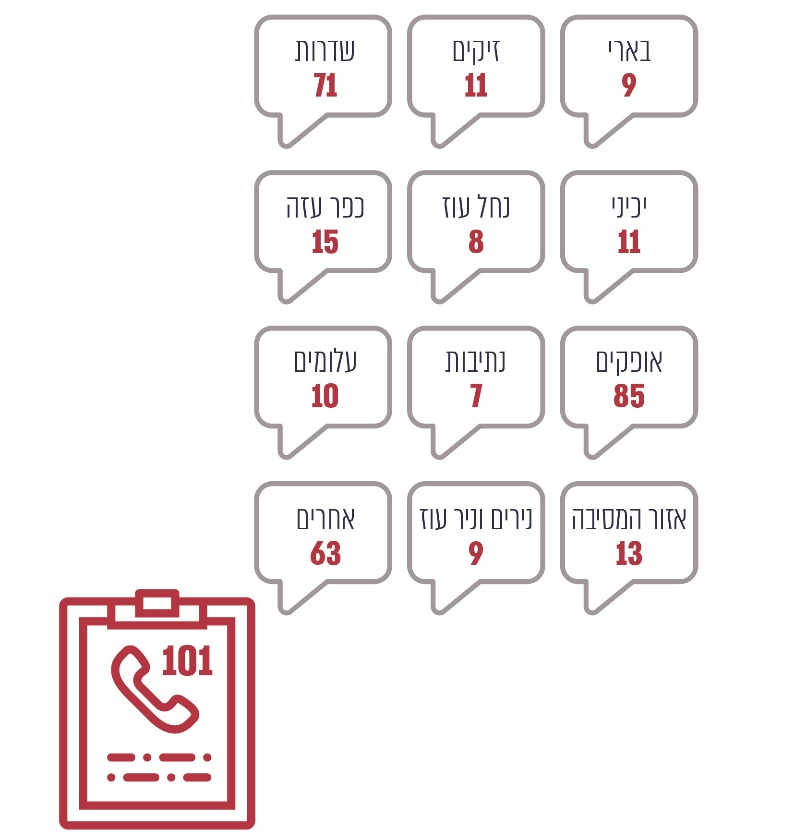 בארי
9
זיקים
11
שדרות
71
יכיני
11
נחל עוז
8
כפר עזה
15
אופקים
85
נתיבות
7
עלומים
10
אזור המסיבה
13
נירים וניר עוז
9
אחרים
63
101